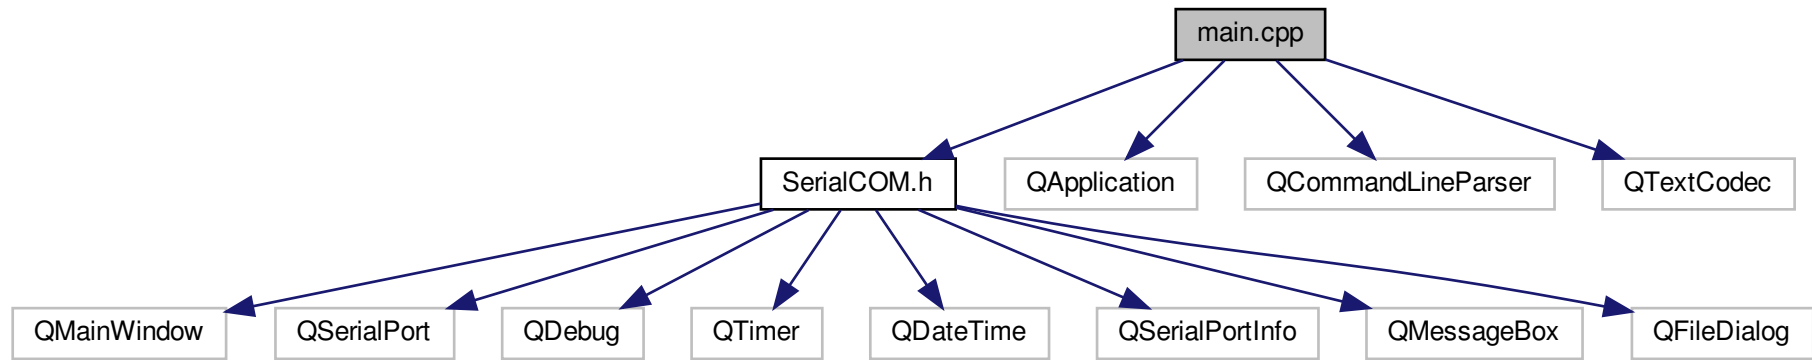 main.cpp
SerialCOM.h
QApplication
QCommandLineParser
QTextCodec
QMainWindow
QSerialPort
QDebug
QTimer
QDateTime
QSerialPortInfo
QMessageBox
QFileDialog